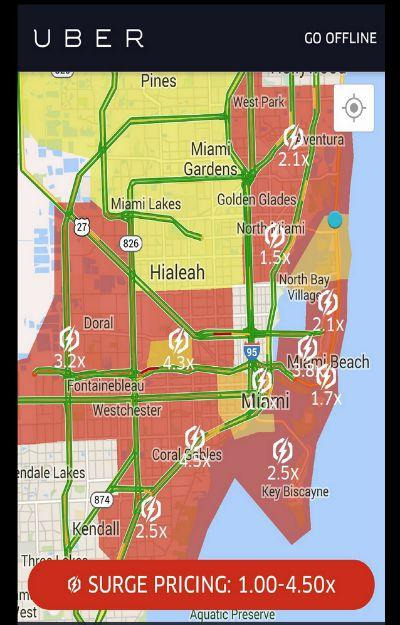 UBER
GO OFFLINE
Pines
West Park
Aventura
2.1x
Miami
Gardens
Miami Lakes
Golden Glades
27
826
North Miami
1.5x
Hialeah
North Bay
Village
2.1x
Doral
3.2x
4.3x
95
Miami Beach
1.7x
Fontainebleau
Westchester
Miami
Coral Gables
4.5x
2.5x
Key Biscayne
endale Lakes
874
2.5x
Kendall
Three Lakes
SURGE PRICING: 1.00-4.50x
West
Aquatic Preserve